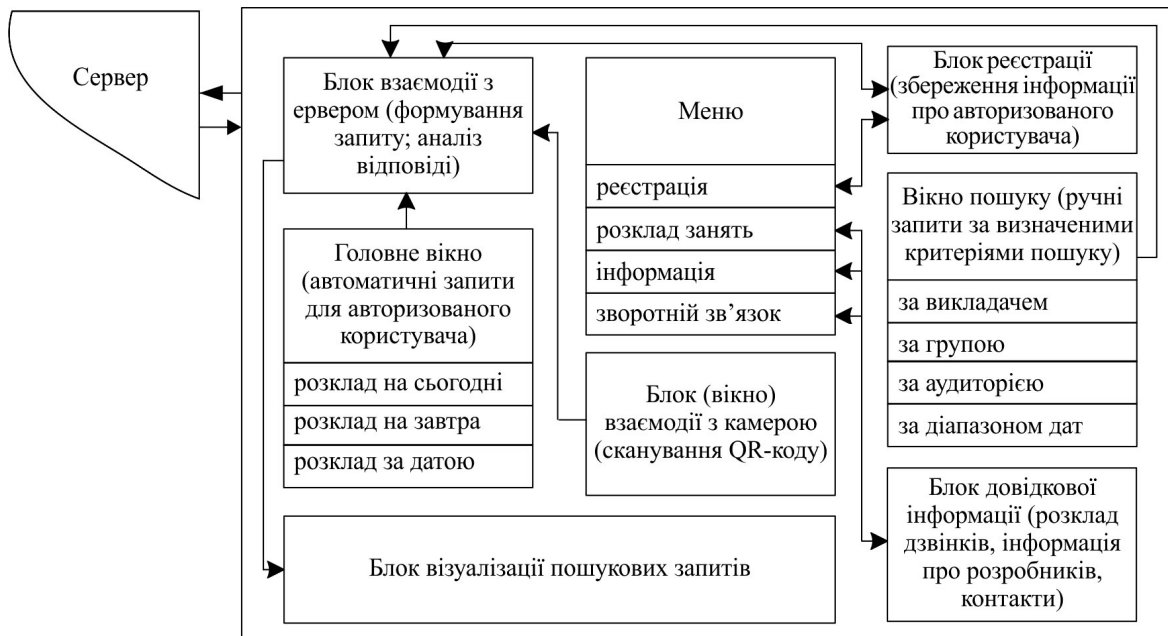 Сервер
Блок взаємодії з
ервером (формування
запиту; аналіз
відповіді)
Головне вікно
(автоматичні запити
для авторизованого
користувача)
розклад на сьогодні
розклад на завтра
розклад за датою
Меню
реєстрація
розклад занять
інформація
зворотній зв’язок
Блок (вікно)
взаємодії з камерою
(сканування QR-коду)
Блок реєстрації
(збереження інформації
про авторизованого
користувача)
Вікно пошуку (ручні
запити за визначеними
критеріями пошуку)
за викладачем
за групою
за аудиторією
за діапазоном дат
Блок довідкової
інформації (розклад
дзвінків, інформація
про розробників,
контакти)
Блок візуалізації пошукових запитів